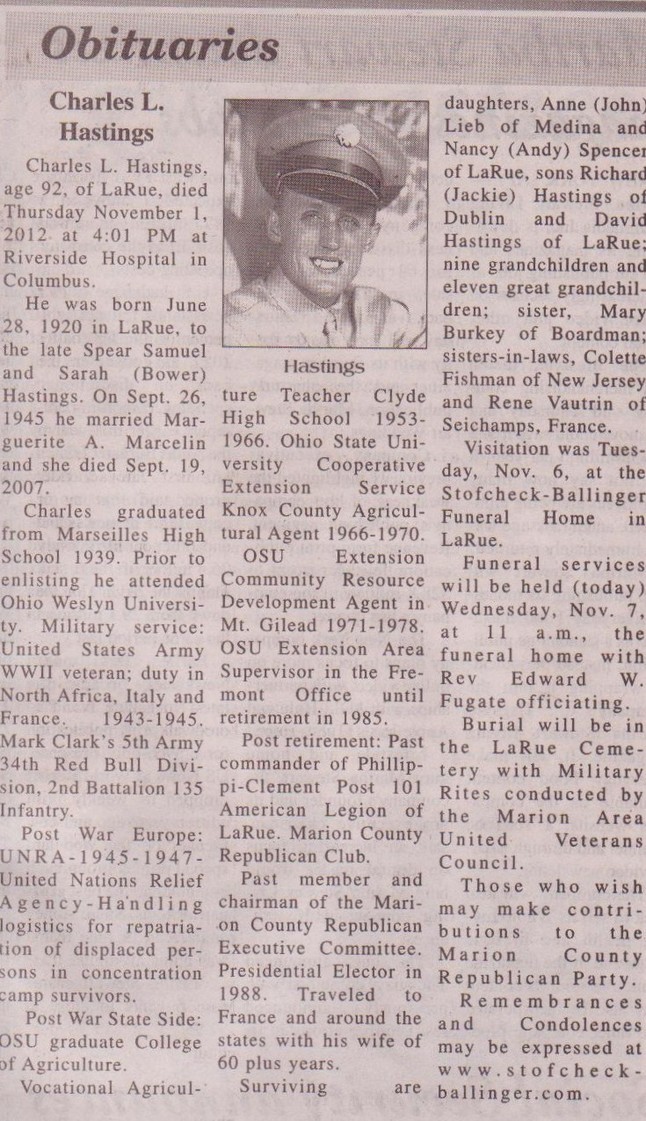 Obituaries
Charles L.
Hastings
Charles L. Hastings,
age 92, of LaRue, died
Thursday November 1,
2012 at 4:01 PM at
Riverside Hospital in
Columbus.
He was born June
28, 1920 in LaRue, to
the late Spear Samuel
and Sarah (Bower)
Hastings. On Sept. 26,
1945 he married Mar-
guerite A. Marcelin
and she died Sept. 19,
2007.
Charles graduated
from Marseilles High
School 1939. Prior to
enlisting he attended
Ohio Weslyn Universi-
ty. Military service:
United States Army
WWII veteran; duty in
North Africa, Italy and
France. 1943-1945.
Mark Clark's 5th Army
34th Red Bull Divi-
sion, 2nd Battalion 135
Infantry.
Post War Europe:
UNRA-1945-1947-
United Nations Relief
Agency-Handling
logistics for repatria-
tion of displaced per-
sons in concentration
camp survivors.
Post War State Side:
OSU graduate College
of Agriculture.
Vocational Agricul-
Hastings
ture Teacher Clyde
High School 1953-
1966. Ohio State Uni-
versity Cooperative
Extension Service
Knox County Agricul-
tural Agent 1966-1970.
OSU Extension
Community Resource
Development Agent in
Mt. Gilead 1971-1978.
OSU Extension Area
Supervisor in the Fre-
mont Office until
retirement in 1985.
Post retirement: Past
commander of Phillip-
pi-Clement Post 101
American Legion of
LaRue. Marion County
Republican Club.
Past member and
chairman of the Mari-
on County Republican
Executive Committee.
Presidential Elector in
1988. Traveled to
France and around the
states with his wife of
60 plus years.
Surviving are
daughters, Anne (John)
Lieb of Medina and
Nancy (Andy) Spencer
of LaRue, sons Richard
(Jackie) Hastings of
Dublin and David
Hastings of LaRue;
nine grandchildren and
eleven great grandchil-
dren; sister, Mary
Burkey of Boardman;
sisters-in-laws, Colette
Fishman of New Jersey
and Rene Vautrin of
Seichamps, France.
Visitation was Tues-
day, Nov. 6, at the
Stofcheck-Ballinger
Funeral Home in
LaRue.
Funeral services
will be held (today)
Wednesday, Nov. 7,
at 11 a.m., the
funeral home with
Rev Edward W.
Fugate officiating.
Burial will be in
the LaRue Ceme-
tery with Military
Rites conducted by
the Marion Area
United Veterans
Council.
Those who wish
may make contri-
butions to the
Marion County
Republican Party.
Remembrances
and Condolences
may be expressed at
www.stofcheck-
ballinger.com.